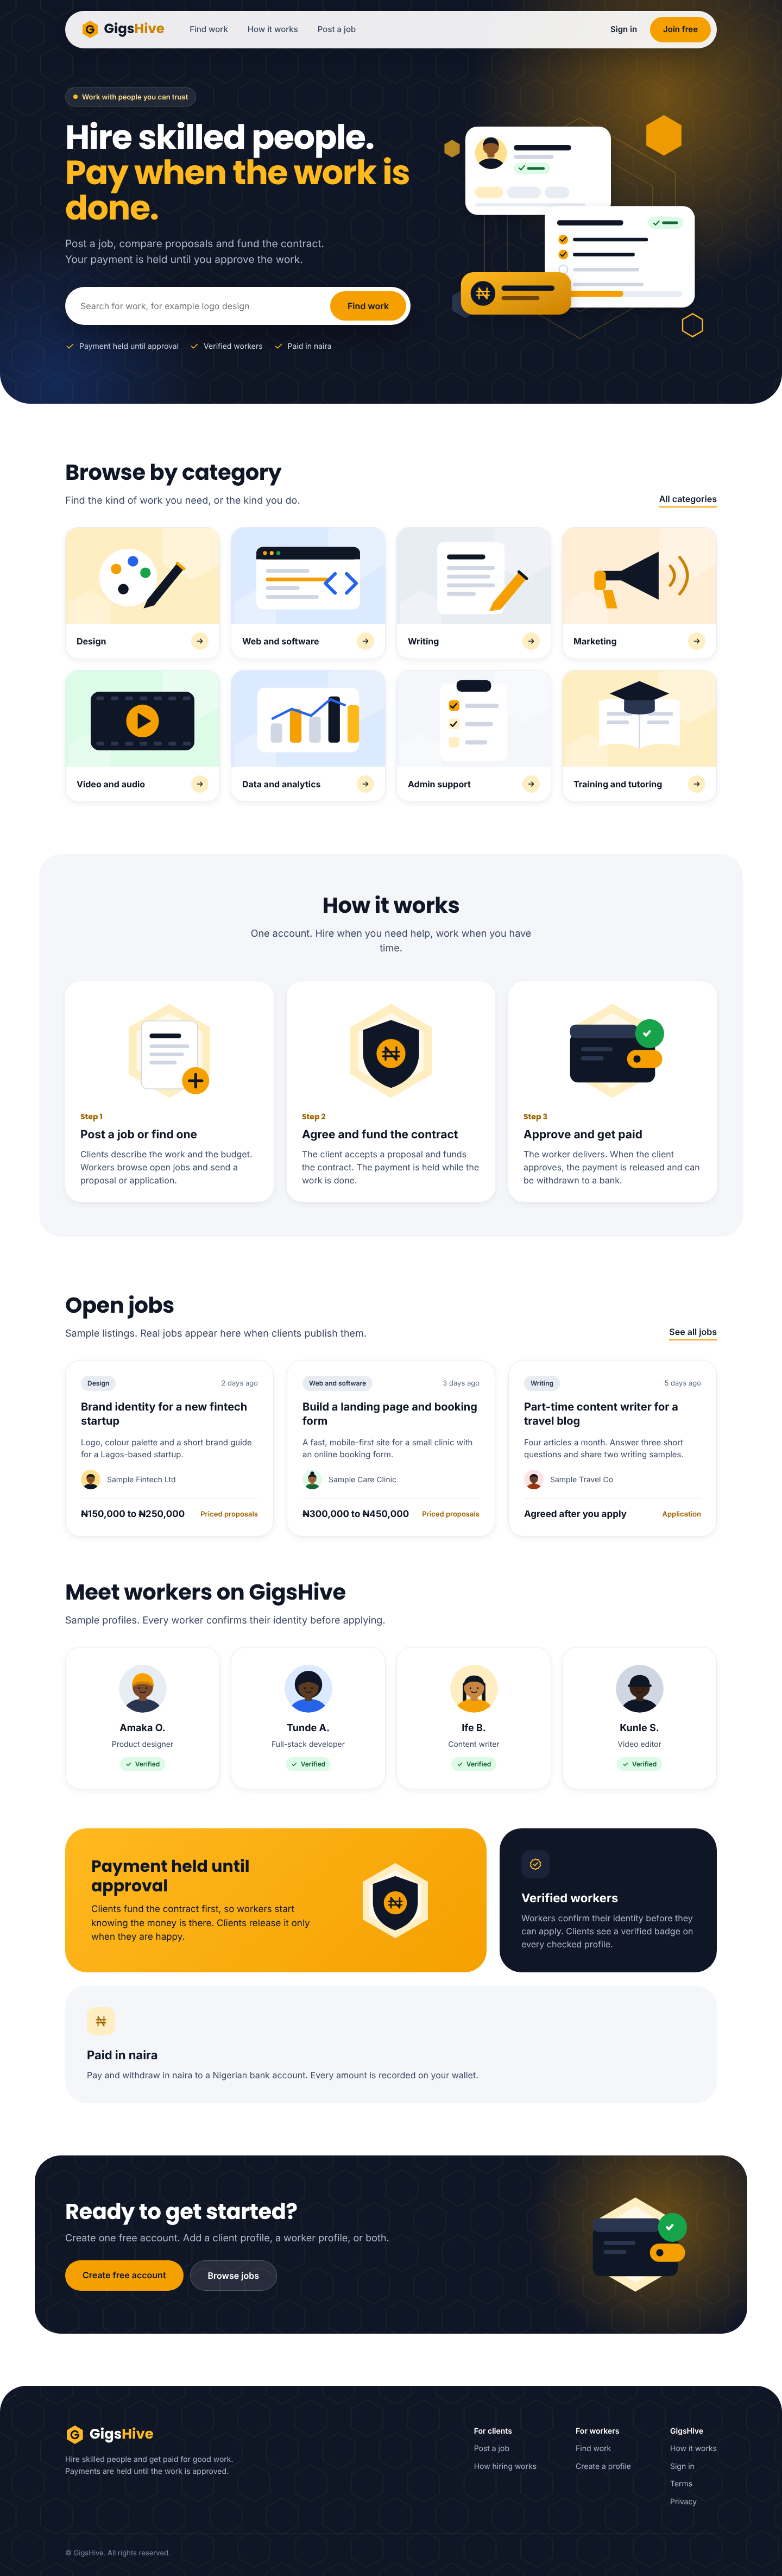 GigsHive
Find work
How it works
Post a job
Sign in
Join free
Work with people you can trust
Hire skilled people.
Pay when the work is
done.
Post a job, compare proposals and fund the contract.
Your payment is held until you approve the work.
Search for work, for example logo design
Find work
Payment held until approval
Verified workers
Paid in naira
Browse by category
Find the kind of work you need, or the kind you do.
All categories
Design
Web and software
Writing
Marketing
Video and audio
Data and analytics
Admin support
Training and tutoring
How it works
One account. Hire when you need help, work when you have
time.
Step 1
Post a job or find one
Clients describe the work and the budget.
Workers browse open jobs and send a
proposal or application.
Step 2
Agree and fund the contract
The client accepts a proposal and funds
the contract. The payment is held while the
work is done.
Step 3
Approve and get paid
The worker delivers. When the client
approves, the payment is released and can
be withdrawn to a bank.
Open jobs
Sample listings. Real jobs appear here when clients publish them.
See all jobs
Design
2 days ago
Brand identity for a new fintech
startup
Logo, colour palette and a short brand guide
for a Lagos-based startup.
Sample Fintech Ltd
₦150,000 to ₦250,000
Priced proposals
Web and software
3 days ago
Build a landing page and booking
form
A fast, mobile-first site for a small clinic with
an online booking form.
Sample Care Clinic
₦300,000 to ₦450,000
Priced proposals
Writing
5 days ago
Part-time content writer for a
travel blog
Four articles a month. Answer three short
questions and share two writing samples.
Sample Travel Co
Agreed after you apply
Application
Meet workers on GigsHive
Sample profiles. Every worker confirms their identity before applying.
Amaka O.
Product designer
Verified
Tunde A.
Full-stack developer
Verified
Ife B.
Content writer
Verified
Kunle S.
Video editor
Verified
Payment held until
approval
Clients fund the contract first, so workers start
knowing the money is there. Clients release it only
when they are happy.
Verified workers
Workers confirm their identity before they
can apply. Clients see a verified badge on
every checked profile.
₦
Paid in naira
Pay and withdraw in naira to a Nigerian bank account. Every amount is recorded on your wallet.
Ready to get started?
Create one free account. Add a client profile, a worker profile, or both.
Create free account
Browse jobs
GigsHive
Hire skilled people and get paid for good work.
Payments are held until the work is approved.
For clients
Post a job
How hiring works
For workers
Find work
Create a profile
GigsHive
How it works
Sign in
Terms
Privacy
© GigsHive. All rights reserved.